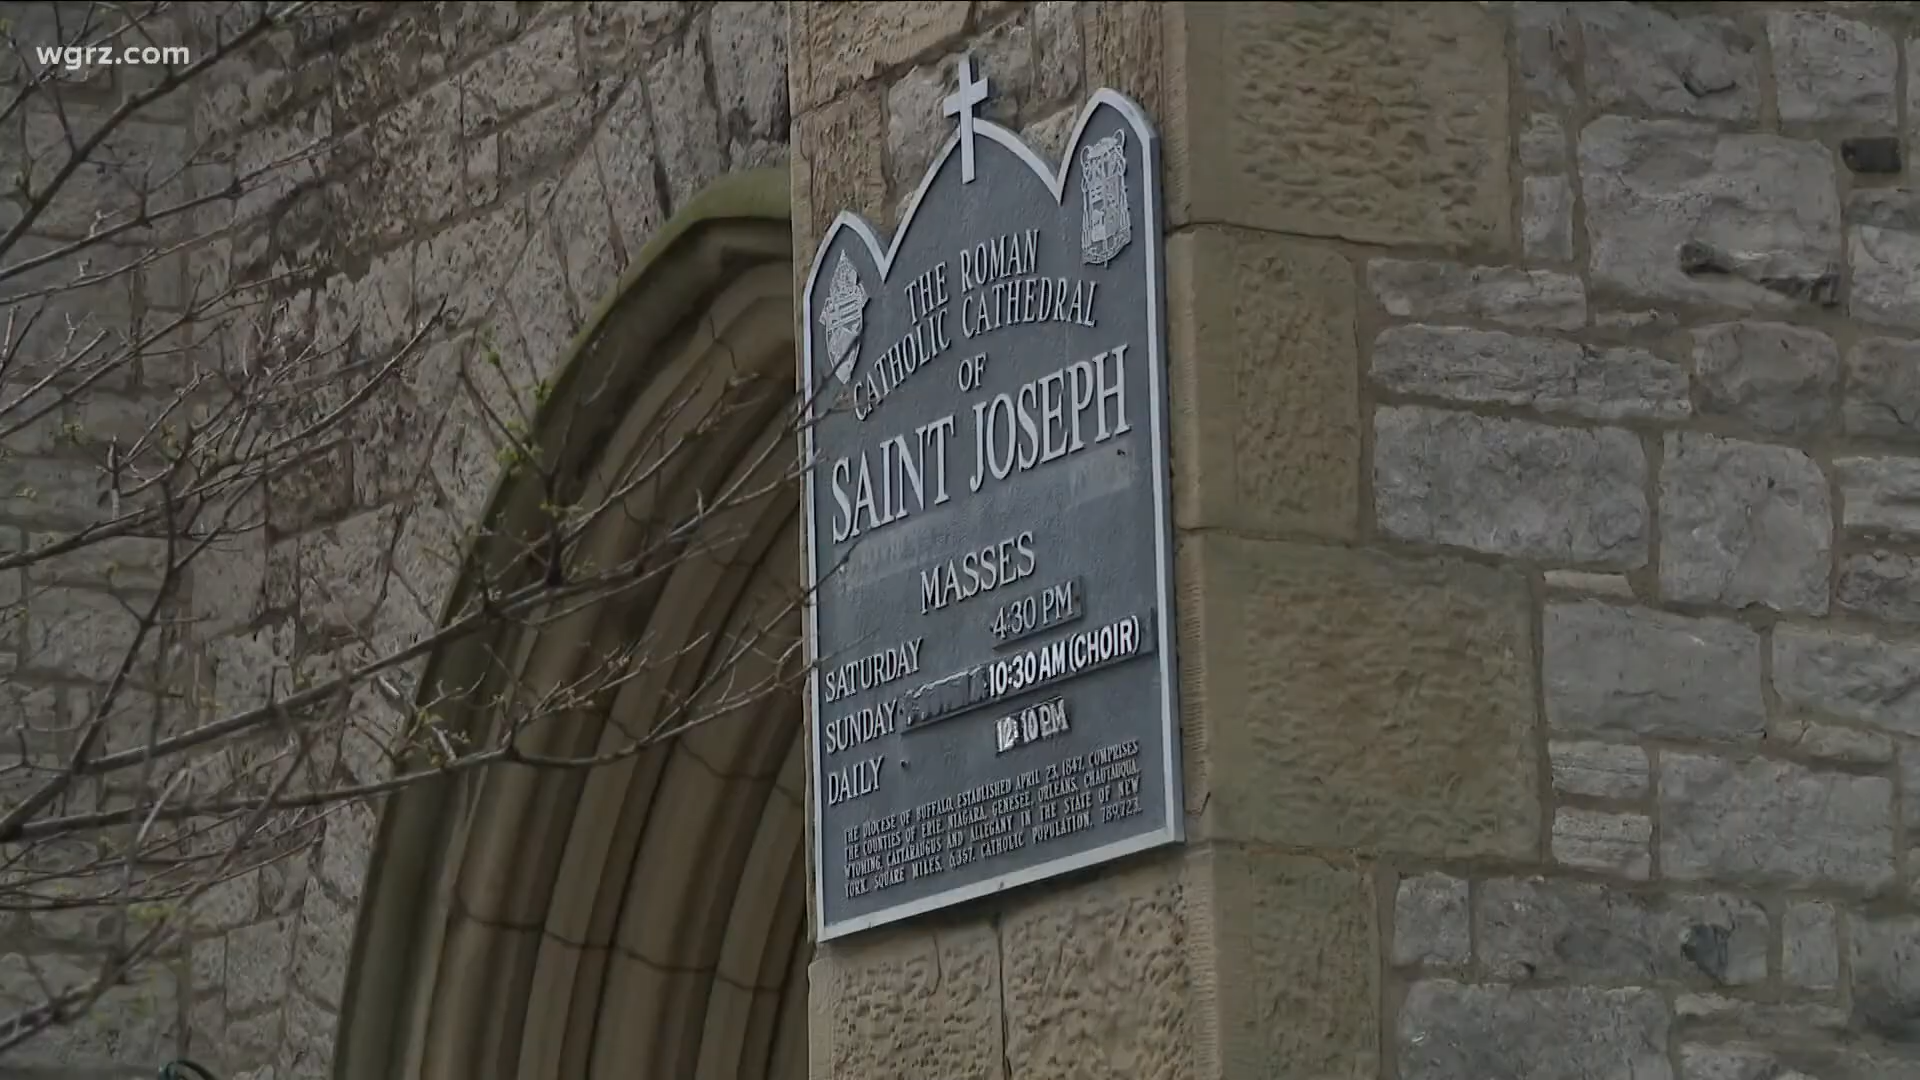 wgrz.com
THE ROMAN
CATHOLIC CATHEDRAL
OF
SAINT JOSEPH
MASSES
SATURDAY 4:30 PM
SUNDAY 10:30 AM (CHOIR)
DAILY 12:10 PM
THE DIOCESE OF BUFFALO, ESTABLISHED APRIL 23, 1847, COMPRISES
THE COUNTIES OF ERIE, NIAGARA, GENESEE, ORLEANS, CHAUTAUQUA,
WYOMING, CATTARAUGUS AND ALLEGANY IN THE STATE OF NEW
YORK. SQUARE MILES, 6,357. CATHOLIC POPULATION, 789,723.